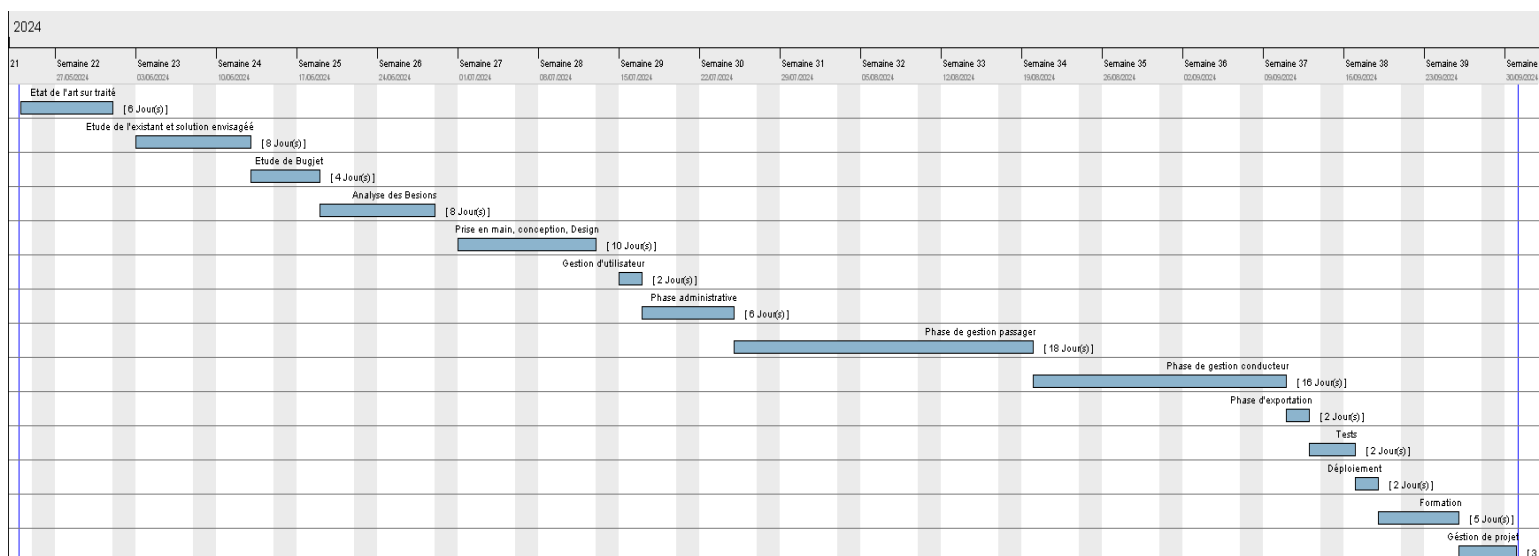 2024
21 Semaine 22 Semaine 23 Semaine 24 Semaine 25 Semaine 26 Semaine 27 Semaine 28 Semaine 29 Semaine 30 Semaine 31 Semaine 32 Semaine 33 Semaine 34 Semaine 35 Semaine 36 Semaine 37 Semaine 38 Semaine 39 Semaine
27/05/2024 03/06/2024 10/06/2024 17/06/2024 24/06/2024 01/07/2024 08/07/2024 15/07/2024 22/07/2024 29/07/2024 05/08/2024 12/08/2024 19/08/2024 26/08/2024 02/09/2024 09/09/2024 16/09/2024 23/09/2024 30/09/2024
Etat de l'art sur traité
[ 6 Jour(s) ]
Etude de l'existant et solution envisagéé
[ 8 Jour(s) ]
Etude de Bugjet
[ 4 Jour(s) ]
Analyse des Besions
[ 8 Jour(s) ]
Prise en main, conception, Design
[ 10 Jour(s) ]
Gestion d'utilisateur
[ 2 Jour(s) ]
Phase administrative
[ 6 Jour(s) ]
Phase de gestion passager
[ 18 Jour(s) ]
Phase de gestion conducteur
[ 16 Jour(s) ]
Phase d'exportation
[ 2 Jour(s) ]
Tests
[ 2 Jour(s) ]
Déploiement
[ 2 Jour(s) ]
Formation
[ 5 Jour(s) ]
Géstion de projet
[ 3